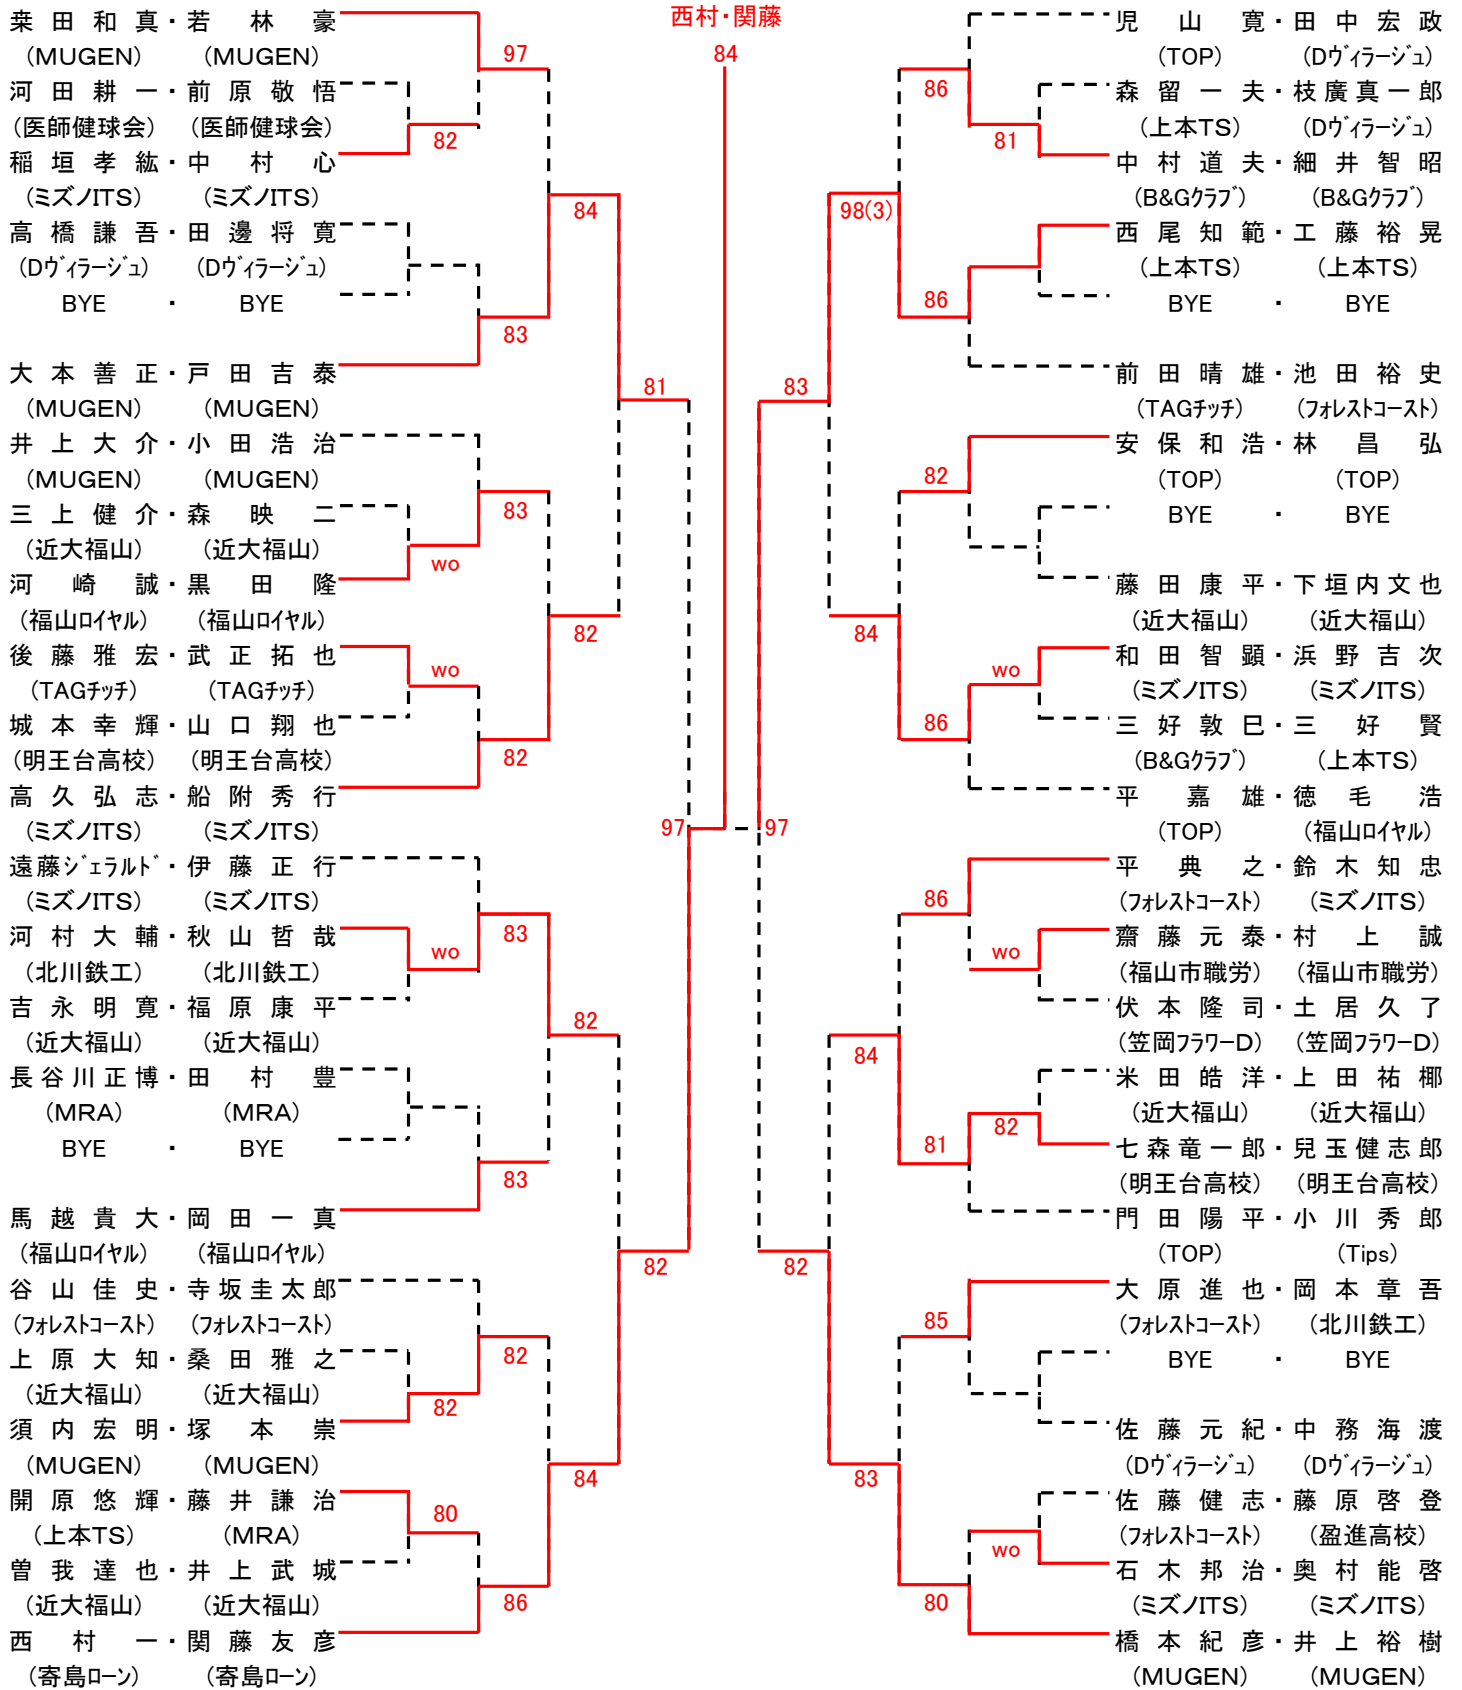 西村・関藤
84
桒田和真・若林豪
(MUGEN) (MUGEN)
97
河田耕一・前原敬悟
(医師健球会) (医師健球会)
82
稲垣孝紘・中村心
(ミズノITS) (ミズノITS)
84
高橋謙吾・田邊将寛
(Dヴィラージュ) (Dヴィラージュ)
BYE ・ BYE
83
大本善正・戸田吉泰
(MUGEN) (MUGEN)
81
井上大介・小田浩治
(MUGEN) (MUGEN)
83
三上健介・森映二
(近大福山) (近大福山)
wo
河崎誠・黒田隆
(福山ロイヤル) (福山ロイヤル)
82
後藤雅宏・武正拓也
(TAGチッチ) (TAGチッチ)
wo
城本幸輝・山口翔也
(明王台高校) (明王台高校)
82
高久弘志・船附秀行
(ミズノITS) (ミズノITS)
97
遠藤ジェラルド・伊藤正行
(ミズノITS) (ミズノITS)
83
河村大輔・秋山哲哉
(北川鉄工) (北川鉄工)
wo
吉永明寛・福原康平
(近大福山) (近大福山)
82
長谷川正博・田村豊
(MRA) (MRA)
BYE ・ BYE
83
馬越貴大・岡田一真
(福山ロイヤル) (福山ロイヤル)
82
谷山佳史・寺坂圭太郎
(フォレストコースト) (フォレストコースト)
82
上原大知・桑田雅之
(近大福山) (近大福山)
82
須内宏明・塚本崇
(MUGEN) (MUGEN)
84
開原悠輝・藤井謙治
(上本TS) (MRA)
80
曽我達也・井上武城
(近大福山) (近大福山)
86
西村一・関藤友彦
(寄島ローン) (寄島ローン)
児山寛・田中宏政
(TOP) (Dヴィラージュ)
86
森留一夫・枝廣真一郎
(上本TS) (Dヴィラージュ)
81
中村道夫・細井智昭
(B&Gクラブ) (B&Gクラブ)
98(3)
西尾知範・工藤裕晃
(上本TS) (上本TS)
BYE ・ BYE
86
前田晴雄・池田裕史
(TAGチッチ) (フォレストコースト)
83
安保和浩・林昌弘
(TOP) (TOP)
82
BYE ・ BYE
藤田康平・下垣内文也
(近大福山) (近大福山)
84
和田智顕・浜野吉次
(ミズノITS) (ミズノITS)
wo
三好敦巳・三好賢
(B&Gクラブ) (上本TS)
86
平嘉雄・徳毛浩
(TOP) (福山ロイヤル)
97
平典之・鈴木知忠
(フォレストコースト) (ミズノITS)
86
齋藤元泰・村上誠
(福山市職労) (福山市職労)
wo
伏本隆司・土居久了
(笠岡フラワーD) (笠岡フラワーD)
84
米田皓洋・上田祐椰
(近大福山) (近大福山)
82
七森竜一郎・兒玉健志郎
(明王台高校) (明王台高校)
81
門田陽平・小川秀郎
(TOP) (Tips)
82
大原進也・岡本章吾
(フォレストコースト) (北川鉄工)
85
BYE ・ BYE
佐藤元紀・中務海渡
(Dヴィラージュ) (Dヴィラージュ)
83
佐藤健志・藤原啓登
(フォレストコースト) (盈進高校)
wo
石木邦治・奥村能啓
(ミズノITS) (ミズノITS)
80
橋本紀彦・井上裕樹
(MUGEN) (MUGEN)